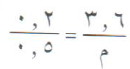 ٠,٢ / ٠,٥ = ٣,٦ / م